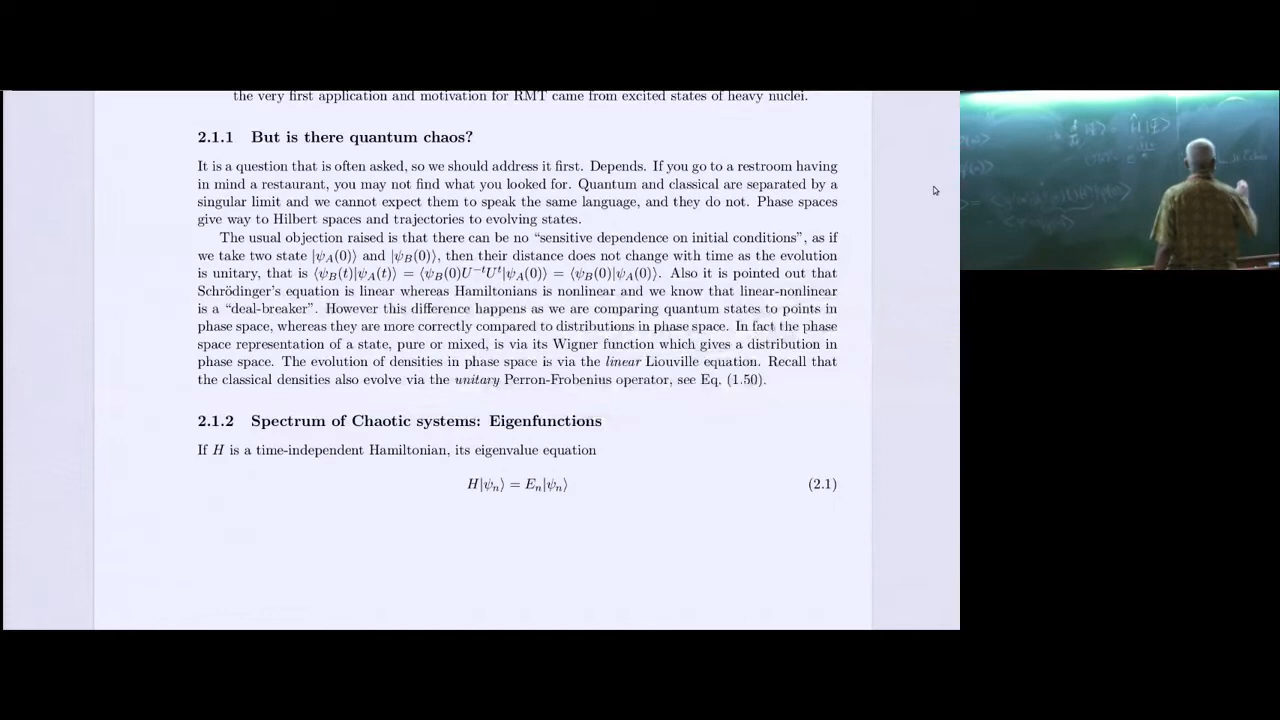 the very first application and motivation for RMT came from excited states of heavy nuclei.
2.1.1 But is there quantum chaos?
It is a question that is often asked, so we should address it first. Depends. If you go to a restroom having
in mind a restaurant, you may not find what you looked for. Quantum and classical are separated by a
singular limit and we cannot expect them to speak the same language, and they do not. Phase spaces
give way to Hilbert spaces and trajectories to evolving states.
The usual objection raised is that there can be no “sensitive dependence on initial conditions”, as if
we take two state |ψ_A(0)⟩ and |ψ_B(0)⟩, then their distance does not change with time as the evolution
is unitary, that is ⟨ψ_B(t)|ψ_A(t)⟩ = ⟨ψ_B(0)U^{-t}U^t|ψ_A(0)⟩ = ⟨ψ_B(0)|ψ_A(0)⟩. Also it is pointed out that
Schrödinger's equation is linear whereas Hamiltonians is nonlinear and we know that linear-nonlinear
is a “deal-breaker”. However this difference happens as we are comparing quantum states to points in
phase space, whereas they are more correctly compared to distributions in phase space. In fact the phase
space representation of a state, pure or mixed, is via its Wigner function which gives a distribution in
phase space. The evolution of densities in phase space is via the linear Liouville equation. Recall that
the classical densities also evolve via the unitary Perron-Frobenius operator, see Eq. (1.50).
2.1.2 Spectrum of Chaotic systems: Eigenfunctions
If H is a time-independent Hamiltonian, its eigenvalue equation
H|ψ_n⟩ = E_n|ψ_n⟩ (2.1)